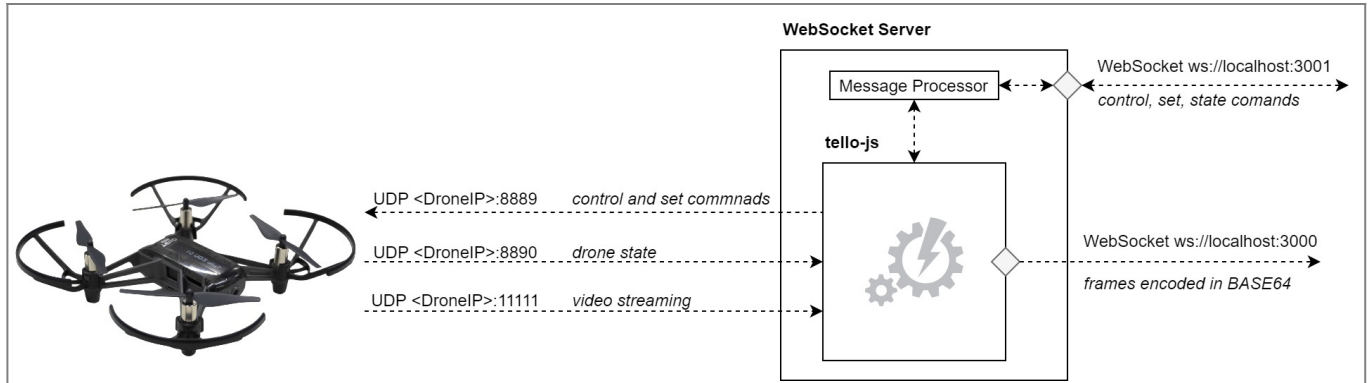 WebSocket Server
WebSocket ws://localhost:3001
Message Processor
control, set, state comands
tello-js
UDP <DroneIP>:8889 control and set commnads
WebSocket ws://localhost:3000
UDP <DroneIP>:8890 drone state
frames encoded in BASE64
UDP <DroneIP>:11111 video streaming